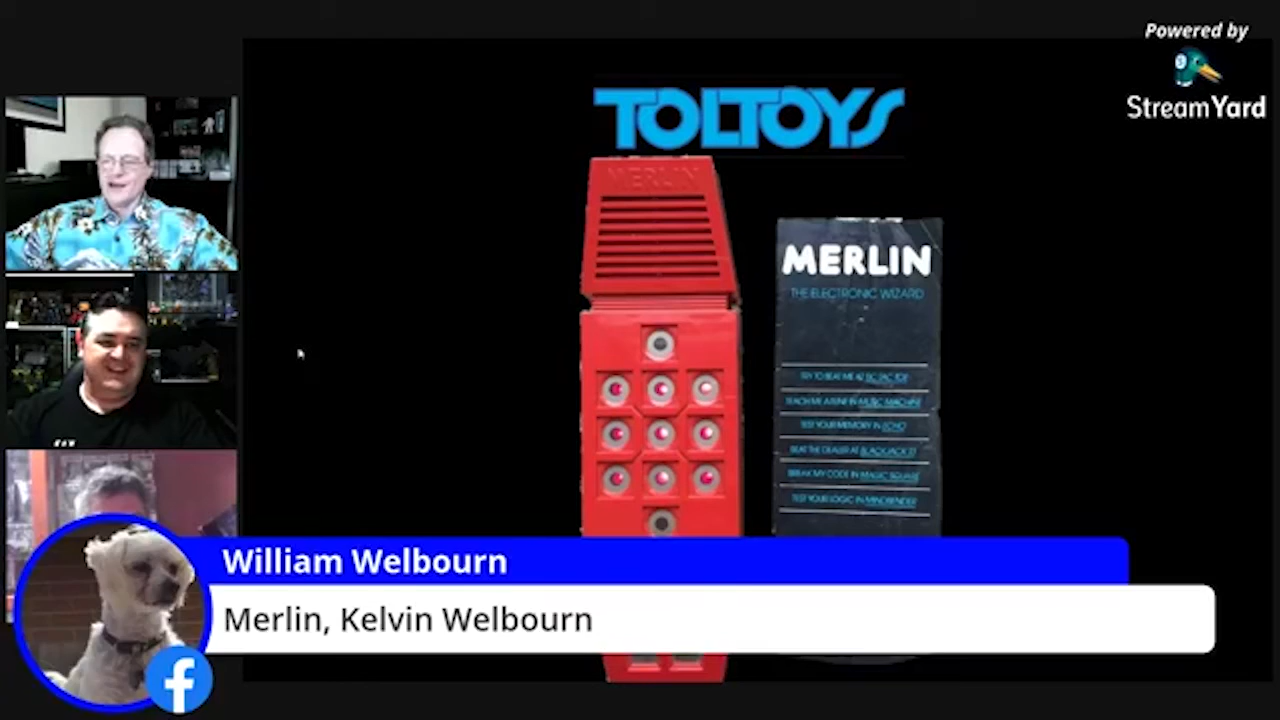 Powered by
StreamYard
TOLTOYS
MERLIN
MERLIN
THE ELECTRONIC WIZARD
TRY TO BEAT ME AT TIC TAC TOE
TEACH ME A TUNE IN MUSIC MACHINE
TEST YOUR MEMORY IN ECHO
BEAT THE DEALER AT BLACKJACK 13
BREAK MY CODE IN MAGIC SQUARE
TEST YOUR LOGIC IN MINDBENDER
William Welbourn
Merlin, Kelvin Welbourn